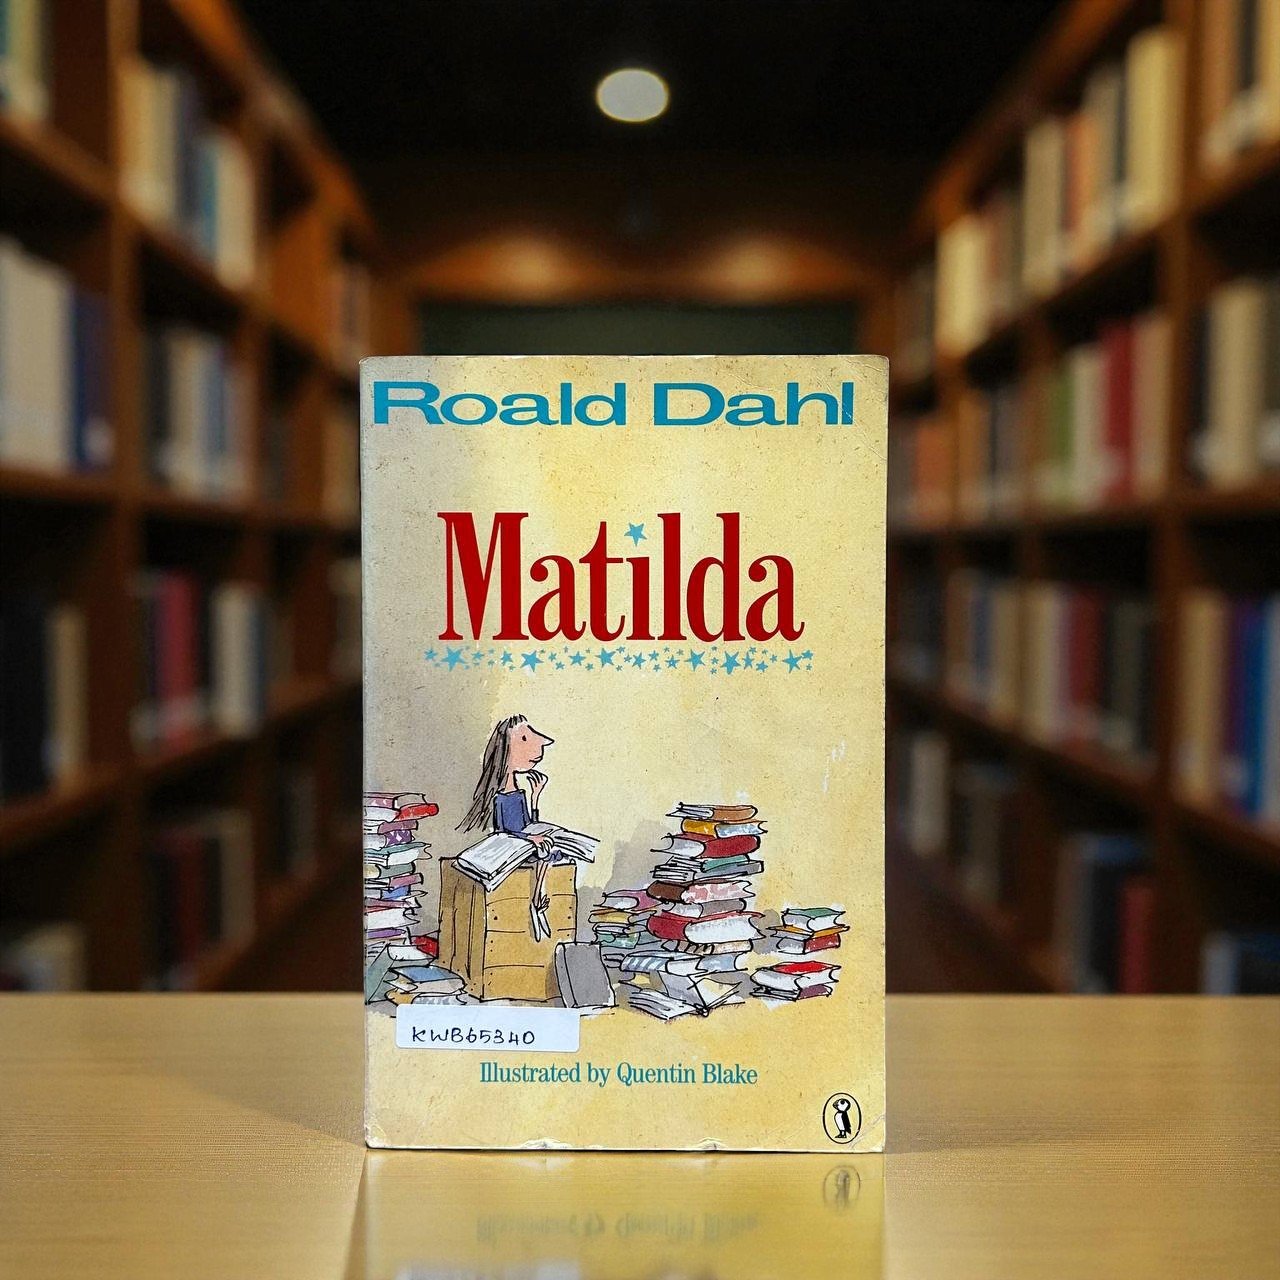 Roald Dahl
Matilda
KWB65340
Illustrated by Quentin Blake